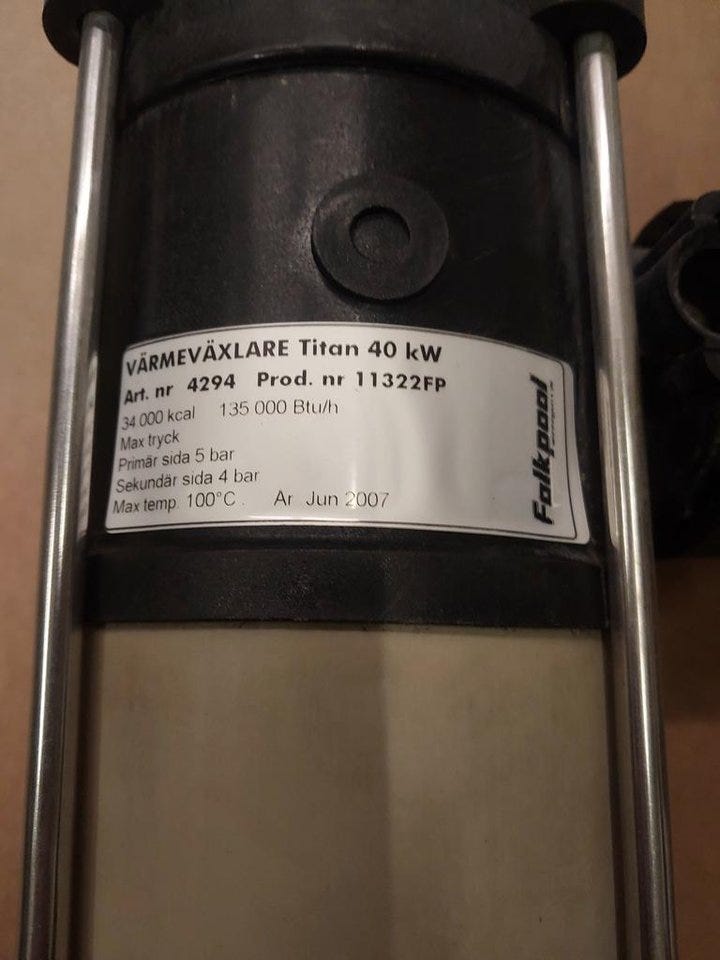 VÄRMEVÄXLARE Titan 40 kW
Art. nr 4294 Prod. nr 11322FP
34 000 kcal 135 000 Btu/h
Max tryck
Primär sida 5 bar
Sekundär sida 4 bar
Max temp. 100°C. Ar Jun 2007
Falkpool